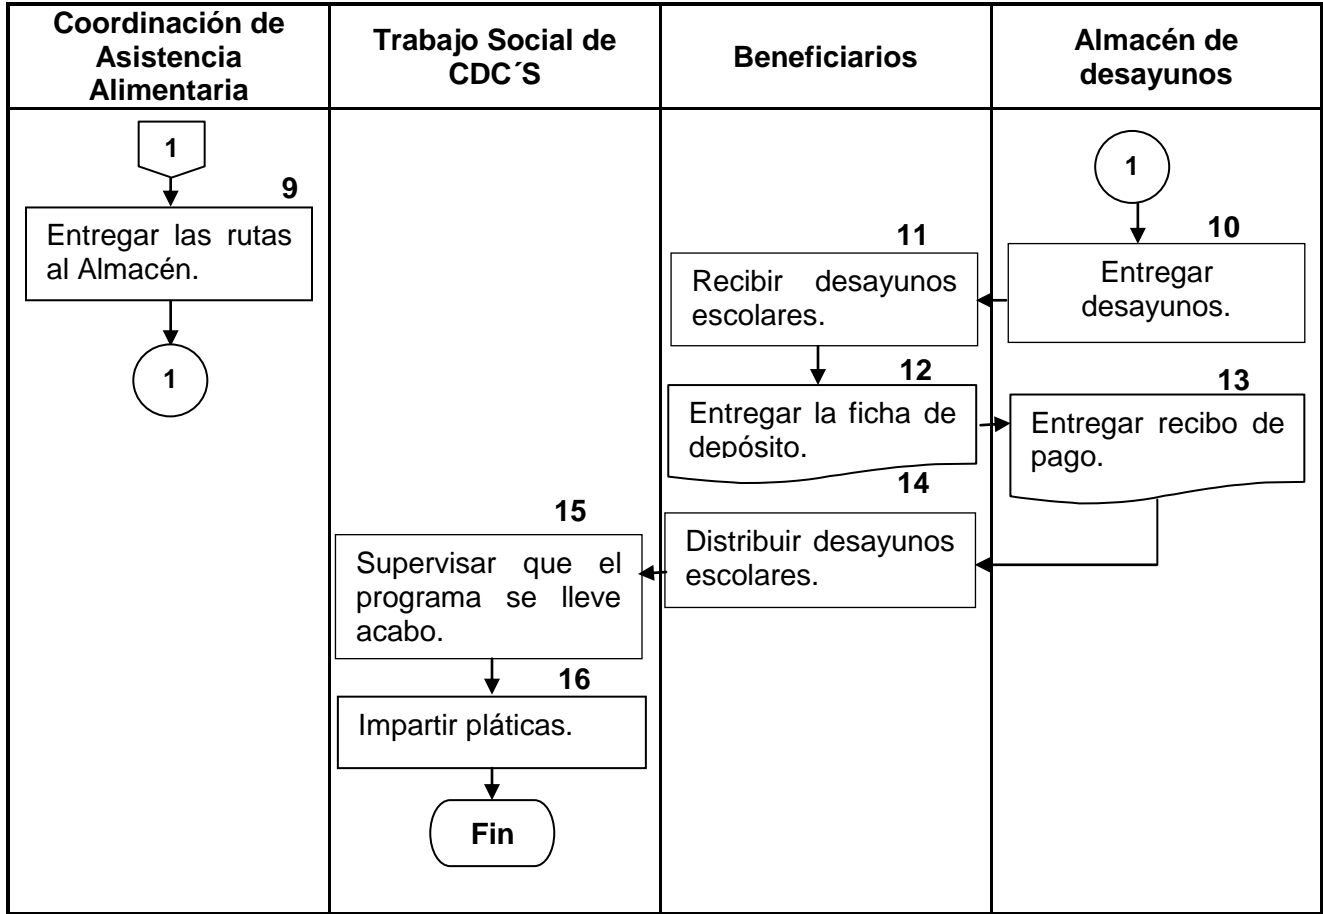 Coordinación de
Asistencia
Alimentaria
Trabajo Social de
CDC´S
Beneficiarios
Almacén de
desayunos
1
9
Entregar las rutas
al Almacén.
1
1
10
Entregar
desayunos.
11
Recibir desayunos
escolares.
12
Entregar la ficha de
depósito.
13
Entregar recibo de
pago.
14
Distribuir desayunos
escolares.
15
Supervisar que el
programa se lleve
acabo.
16
Impartir pláticas.
Fin